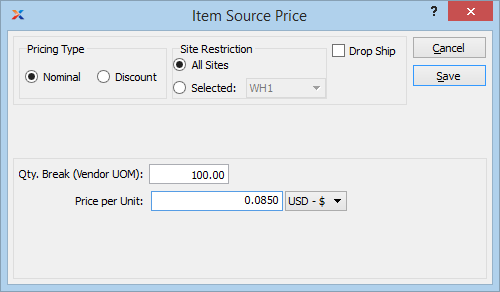 Item Source Price
?
Pricing Type
Nominal
Discount
Site Restriction
All Sites
Selected:
WH1
Drop Ship
Cancel
Save
Qty. Break (Vendor UOM):
100.00
Price per Unit:
0.0850
USD - $